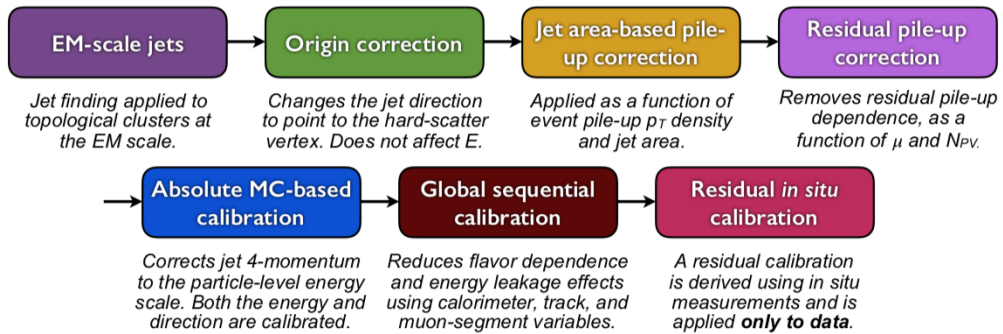 EM-scale jets
Jet finding applied to
topological clusters at
the EM scale.
Origin correction
Changes the jet direction
to point to the hard-scatter
vertex. Does not affect E.
Jet area-based pile-
up correction
Applied as a function of
event pile-up pT density
and jet area.
Residual pile-up
correction
Removes residual pile-up
dependence, as a
function of μ and NPV.
Absolute MC-based
calibration
Corrects jet 4-momentum
to the particle-level energy
scale. Both the energy and
direction are calibrated.
Global sequential
calibration
Reduces flavor dependence
and energy leakage effects
using calorimeter, track, and
muon-segment variables.
Residual in situ
calibration
A residual calibration
is derived using in situ
measurements and is
applied only to data.